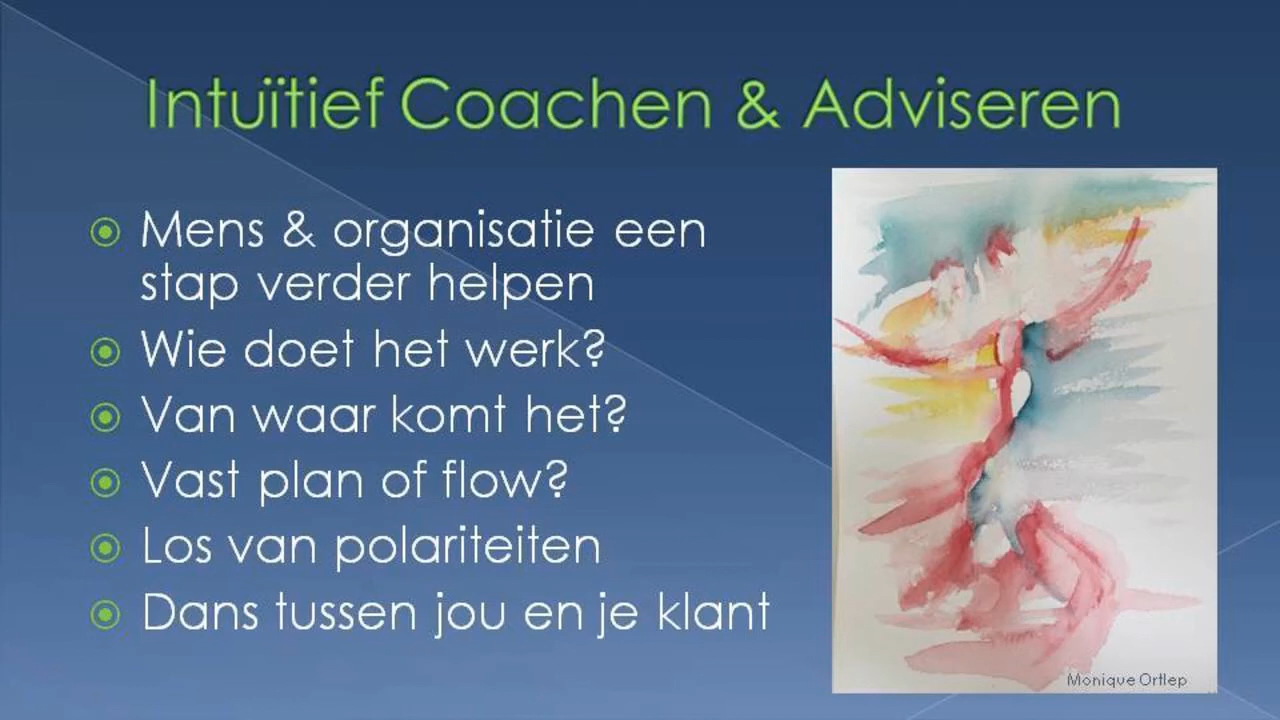 Intuïtief Coachen & Adviseren
Mens & organisatie een
stap verder helpen
Wie doet het werk?
Van waar komt het?
Vast plan of flow?
Los van polariteiten
Dans tussen jou en je klant
Monique Ortlep